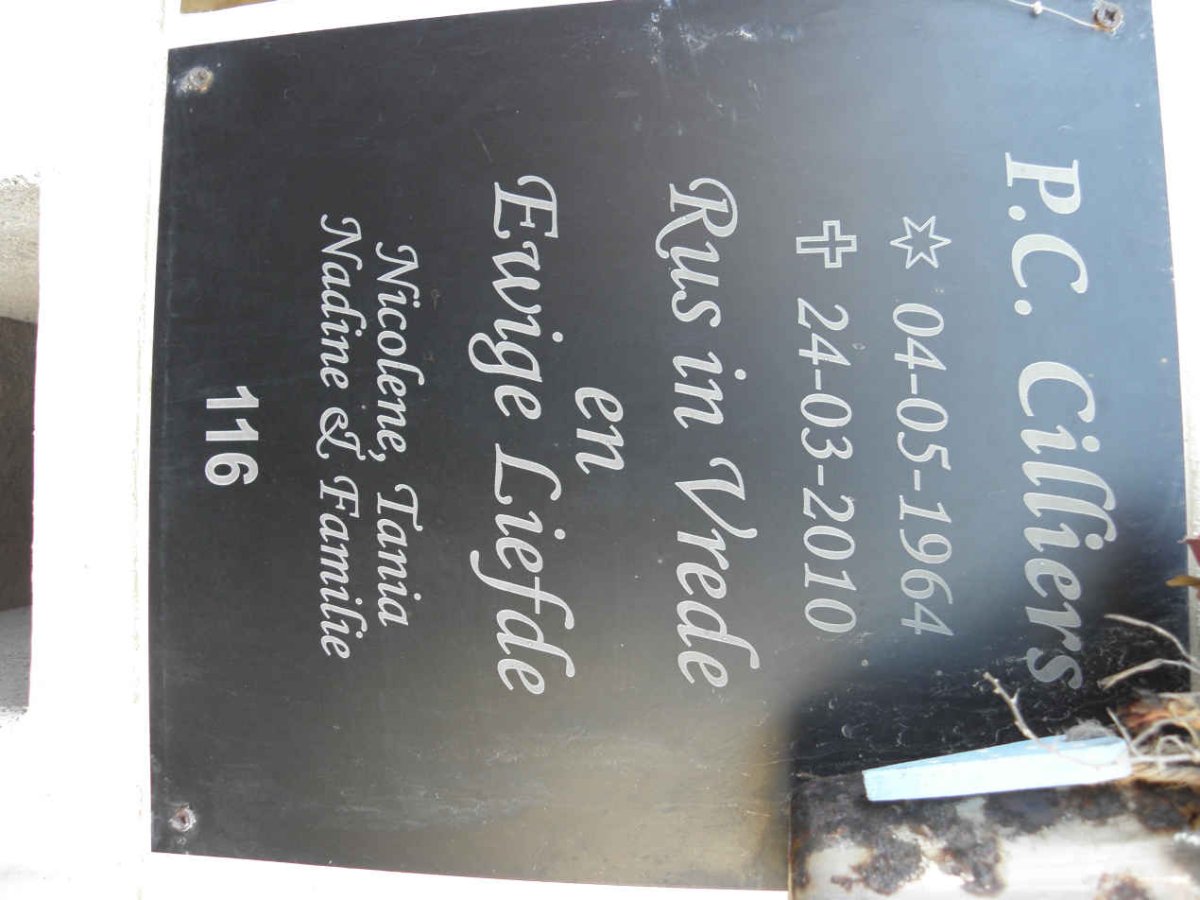 P.C. Cilliers
✡ 04-05-1964
✝ 24-03-2010
Rus in Vrede
en
Ewige Liefde
Nicolene, Tania
Nadine & Familie
116